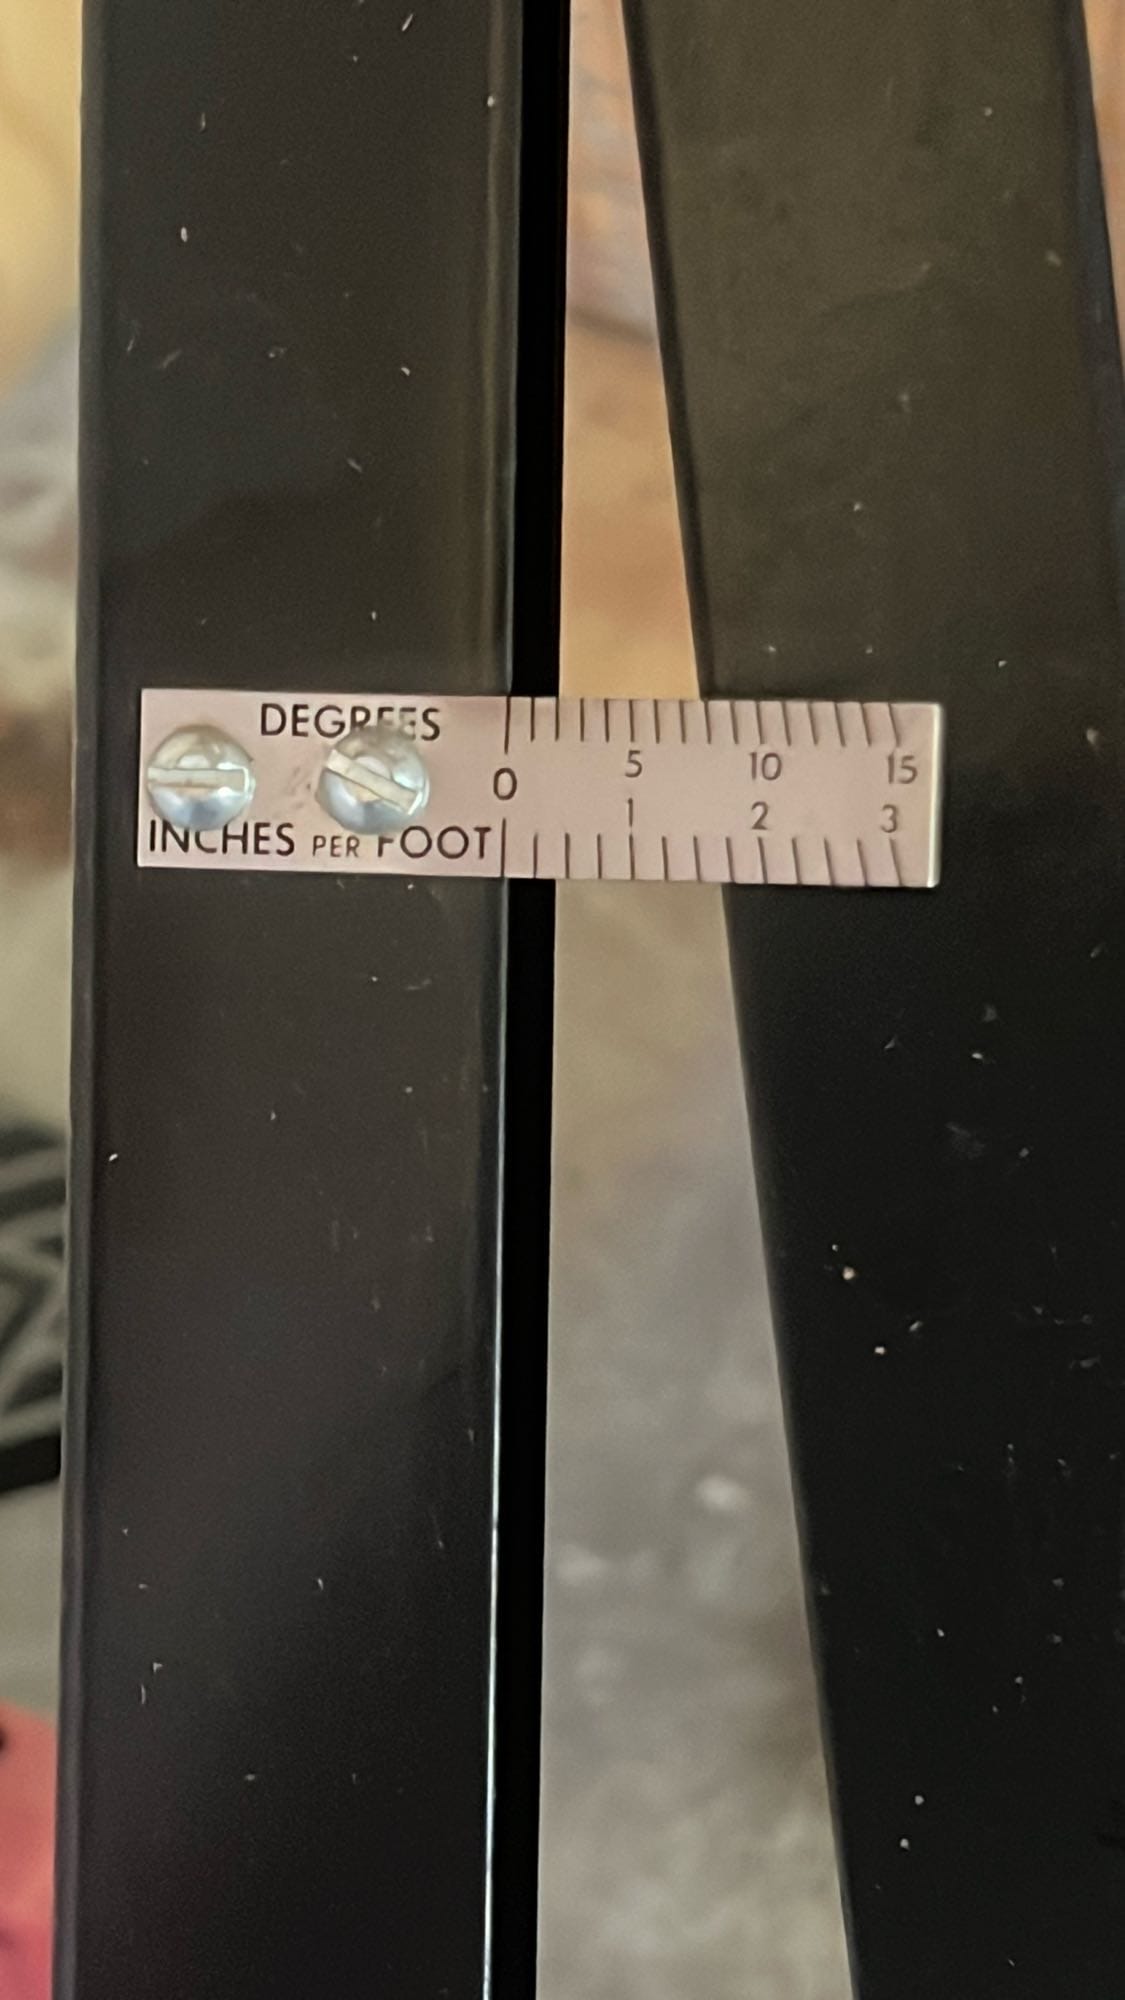 DEGREES
0 5 10 15
1 2 3
INCHES PER FOOT